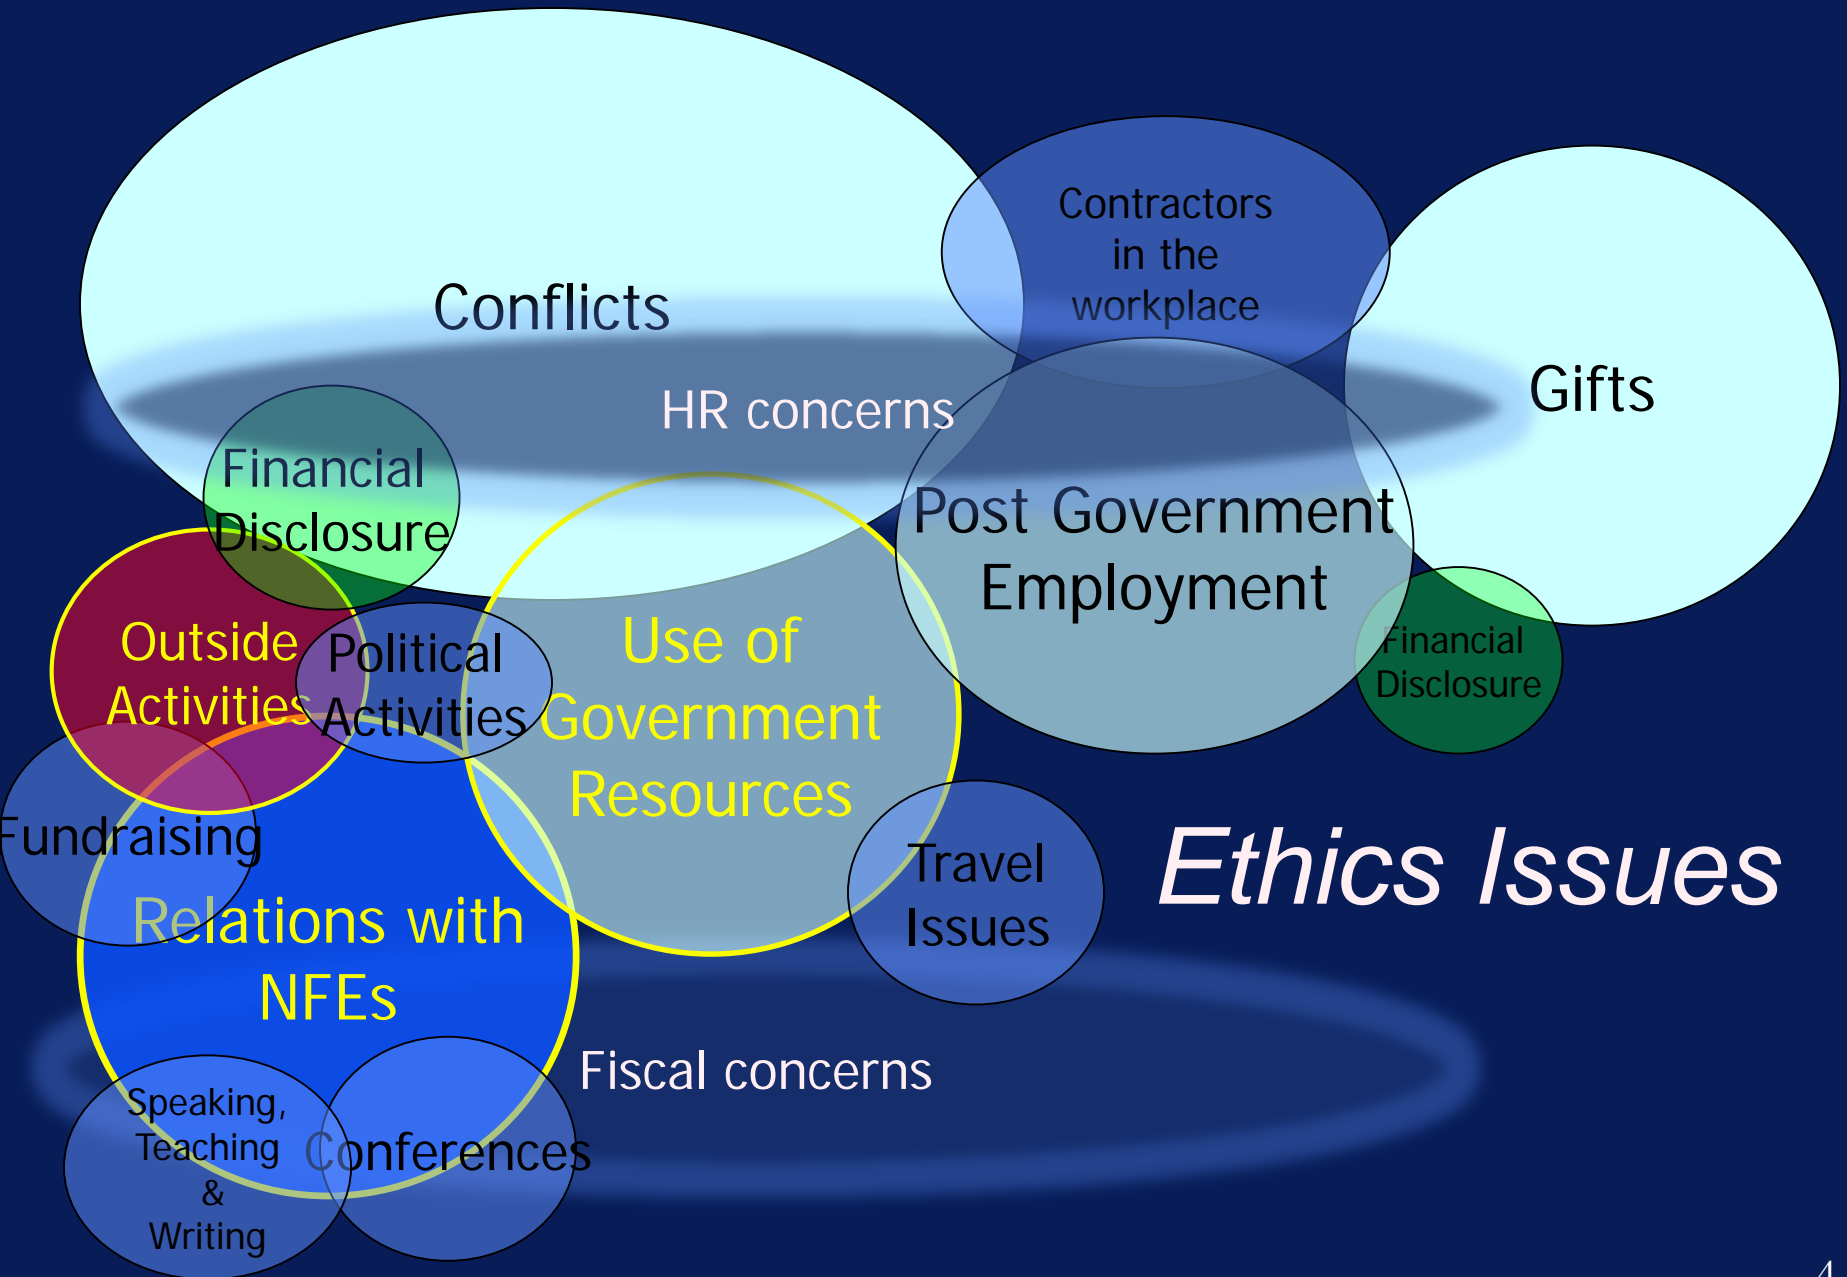 Contractors
in the
workplace
Conflicts
Gifts
HR concerns
Financial
Disclosure
Post Government
Employment
Outside
Activities
Political
Activities
Use of
Government
Resources
Financial
Disclosure
Fundraising
Travel
Issues
Ethics Issues
Relations with
NFEs
Fiscal concerns
Speaking,
Teaching
&
Writing
Conferences
4